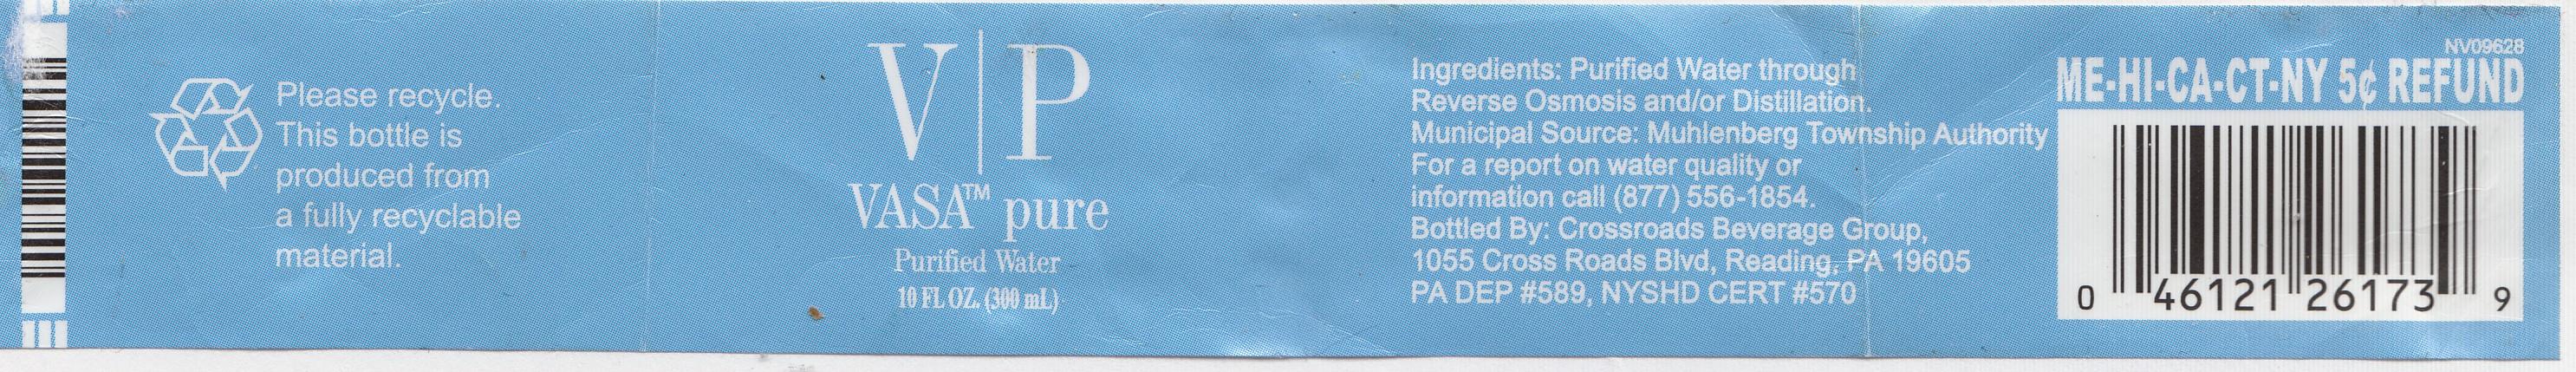 Please recycle.
This bottle is
produced from
a fully recyclable
material.
V|P
VASA™ pure
Purified Water
10 FL OZ. (300 mL)
Ingredients: Purified Water through
Reverse Osmosis and/or Distillation.
Municipal Source: Muhlenberg Township Authority
For a report on water quality or
information call (877) 556-1854.
Bottled By: Crossroads Beverage Group,
1055 Cross Roads Blvd, Reading, PA 19605
PA DEP #589, NYSHD CERT #570
NV09628
ME-HI-CA-CT-NY 5¢ REFUND
0 46121 26173 9